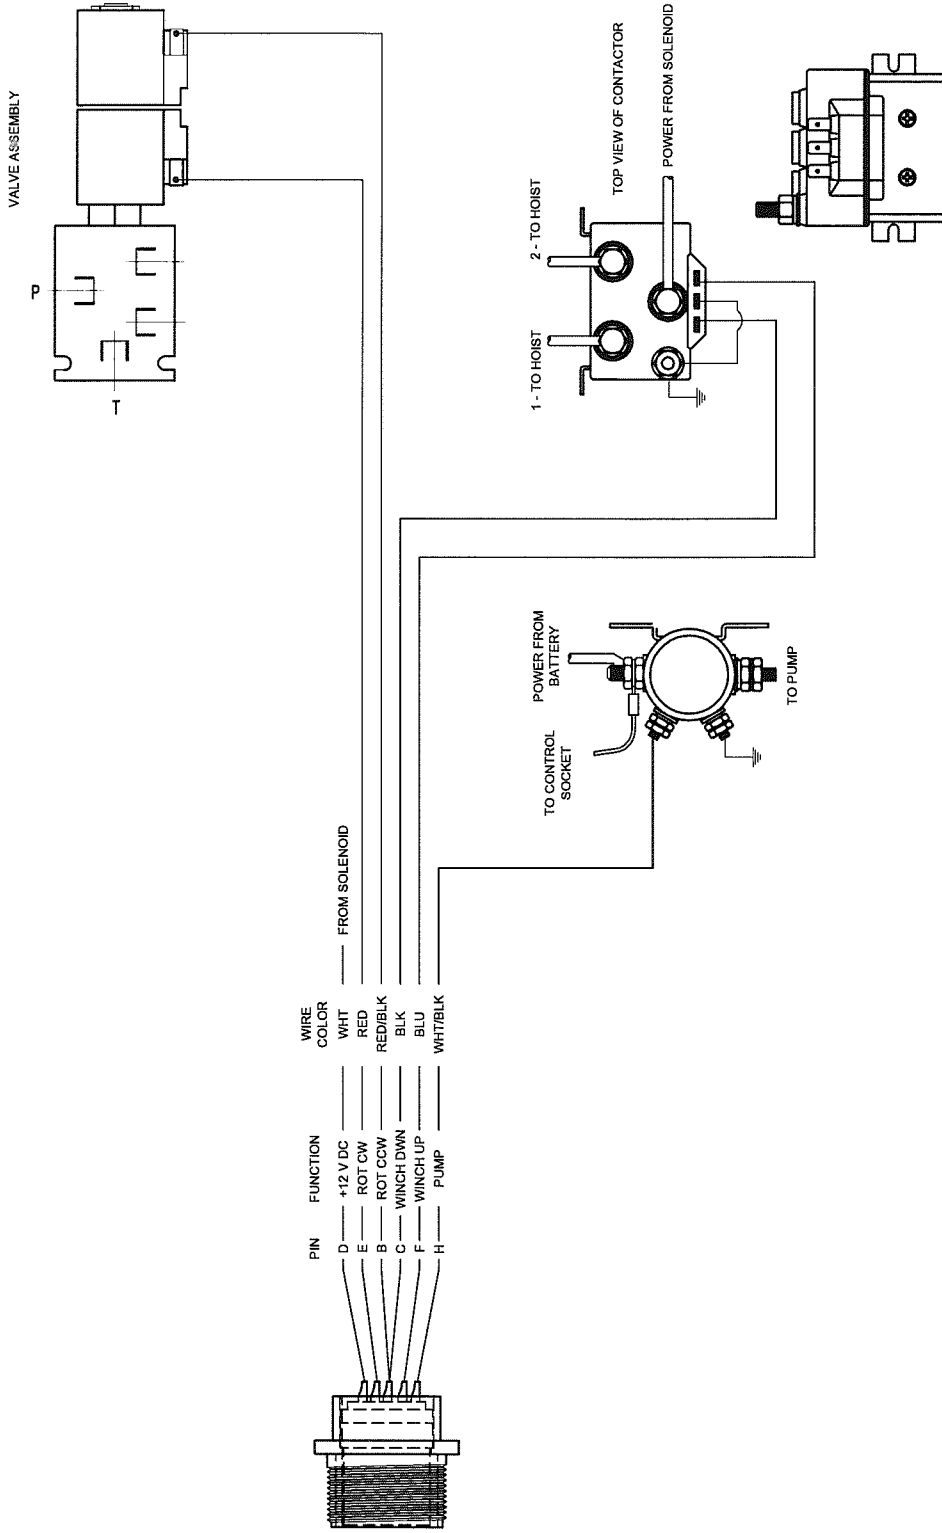 VALVE ASSEMBLY
P
T
TOP VIEW OF CONTACTOR
POWER FROM SOLENOID
2 - TO HOIST
1 - TO HOIST
POWER FROM
BATTERY
TO CONTROL
SOCKET
TO PUMP
PIN FUNCTION WIRE
COLOR
D +12 V DC WHT FROM SOLENOID
E ROT CW RED
B ROT CCW RED/BLK
C WINCH DWN BLK
F WINCH UP BLU
H PUMP WHT/BLK